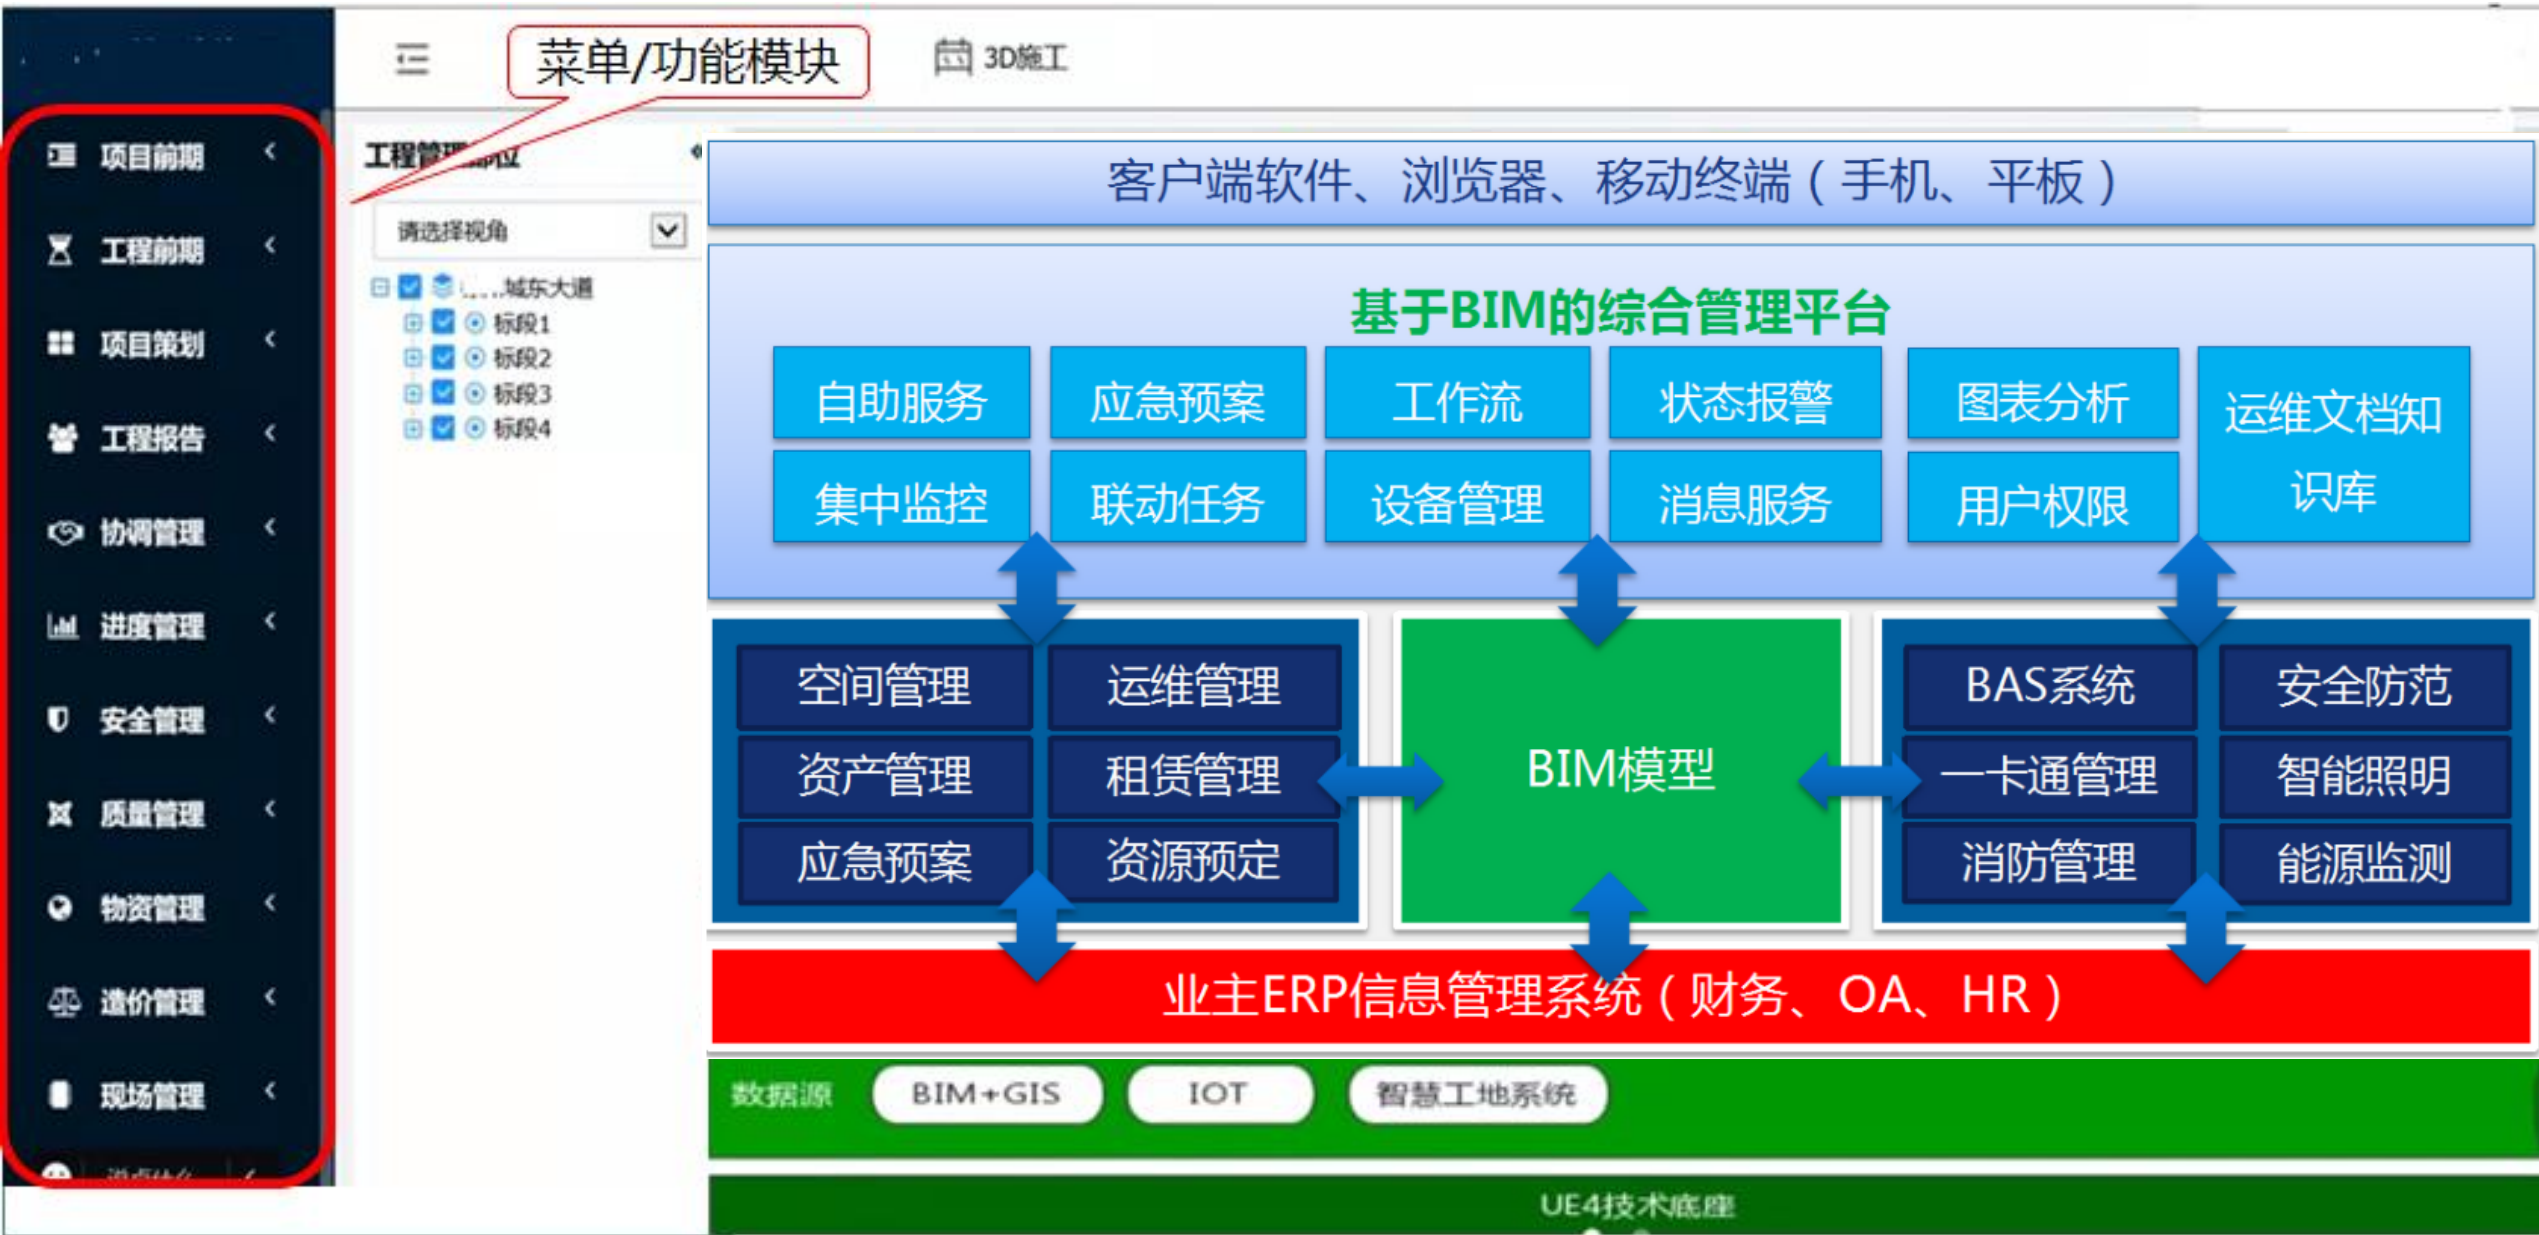 菜单/功能模块
3D施工
项目前期
工程前期
项目策划
工程报告
协调管理
进度管理
安全管理
质量管理
物资管理
造价管理
现场管理
工程管理部位
请选择视角
城东大道
标段1
标段2
标段3
标段4
客户端软件、浏览器、移动终端（手机、平板）
基于BIM的综合管理平台
自助服务
应急预案
工作流
状态报警
图表分析
运维文档知
识库
集中监控
联动任务
设备管理
消息服务
用户权限
空间管理
运维管理
资产管理
租赁管理
应急预案
资源预定
BIM模型
BAS系统
安全防范
一卡通管理
智能照明
消防管理
能源监测
业主ERP信息管理系统（财务、OA、HR）
数据源
BIM+GIS
IOT
智慧工地系统
UE4技术底座